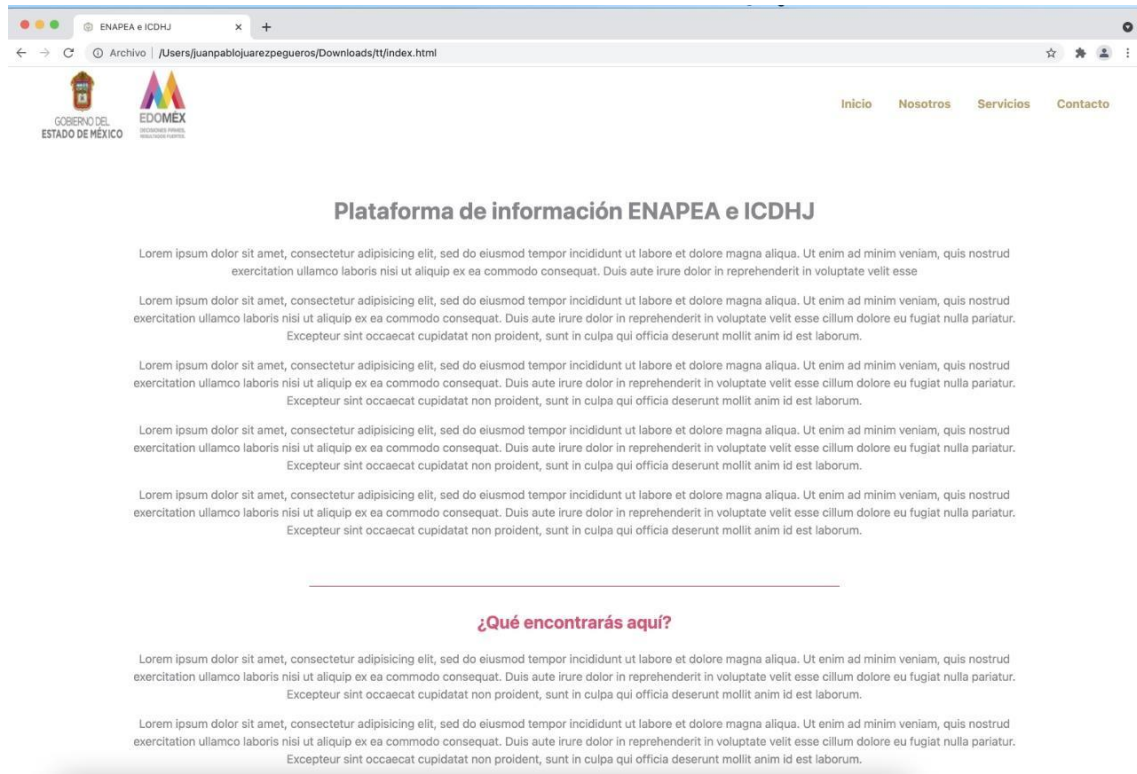 ENAPEA e ICDHJ
Archivo | /Users/juanpablojuarezpegueros/Downloads/tt/index.html
GOBIERNO DEL
ESTADO DE MÉXICO
EDOMÉX
DECISIONES FIRMES,
RESULTADOS FUERTES.
Inicio Nosotros Servicios Contacto
Plataforma de información ENAPEA e ICDHJ
Lorem ipsum dolor sit amet, consectetur adipisicing elit, sed do eiusmod tempor incididunt ut labore et dolore magna aliqua. Ut enim ad minim veniam, quis nostrud
exercitation ullamco laboris nisi ut aliquip ex ea commodo consequat. Duis aute irure dolor in reprehenderit in voluptate velit esse
Lorem ipsum dolor sit amet, consectetur adipisicing elit, sed do eiusmod tempor incididunt ut labore et dolore magna aliqua. Ut enim ad minim veniam, quis nostrud
exercitation ullamco laboris nisi ut aliquip ex ea commodo consequat. Duis aute irure dolor in reprehenderit in voluptate velit esse cillum dolore eu fugiat nulla pariatur.
Excepteur sint occaecat cupidatat non proident, sunt in culpa qui officia deserunt mollit anim id est laborum.
Lorem ipsum dolor sit amet, consectetur adipisicing elit, sed do eiusmod tempor incididunt ut labore et dolore magna aliqua. Ut enim ad minim veniam, quis nostrud
exercitation ullamco laboris nisi ut aliquip ex ea commodo consequat. Duis aute irure dolor in reprehenderit in voluptate velit esse cillum dolore eu fugiat nulla pariatur.
Excepteur sint occaecat cupidatat non proident, sunt in culpa qui officia deserunt mollit anim id est laborum.
Lorem ipsum dolor sit amet, consectetur adipisicing elit, sed do eiusmod tempor incididunt ut labore et dolore magna aliqua. Ut enim ad minim veniam, quis nostrud
exercitation ullamco laboris nisi ut aliquip ex ea commodo consequat. Duis aute irure dolor in reprehenderit in voluptate velit esse cillum dolore eu fugiat nulla pariatur.
Excepteur sint occaecat cupidatat non proident, sunt in culpa qui officia deserunt mollit anim id est laborum.
Lorem ipsum dolor sit amet, consectetur adipisicing elit, sed do eiusmod tempor incididunt ut labore et dolore magna aliqua. Ut enim ad minim veniam, quis nostrud
exercitation ullamco laboris nisi ut aliquip ex ea commodo consequat. Duis aute irure dolor in reprehenderit in voluptate velit esse cillum dolore eu fugiat nulla pariatur.
Excepteur sint occaecat cupidatat non proident, sunt in culpa qui officia deserunt mollit anim id est laborum.
¿Qué encontrarás aquí?
Lorem ipsum dolor sit amet, consectetur adipisicing elit, sed do eiusmod tempor incididunt ut labore et dolore magna aliqua. Ut enim ad minim veniam, quis nostrud
exercitation ullamco laboris nisi ut aliquip ex ea commodo consequat. Duis aute irure dolor in reprehenderit in voluptate velit esse cillum dolore eu fugiat nulla pariatur.
Excepteur sint occaecat cupidatat non proident, sunt in culpa qui officia deserunt mollit anim id est laborum.
Lorem ipsum dolor sit amet, consectetur adipisicing elit, sed do eiusmod tempor incididunt ut labore et dolore magna aliqua. Ut enim ad minim veniam, quis nostrud
exercitation ullamco laboris nisi ut aliquip ex ea commodo consequat. Duis aute irure dolor in reprehenderit in voluptate velit esse cillum dolore eu fugiat nulla pariatur.
Excepteur sint occaecat cupidatat non proident, sunt in culpa qui officia deserunt mollit anim id est laborum.